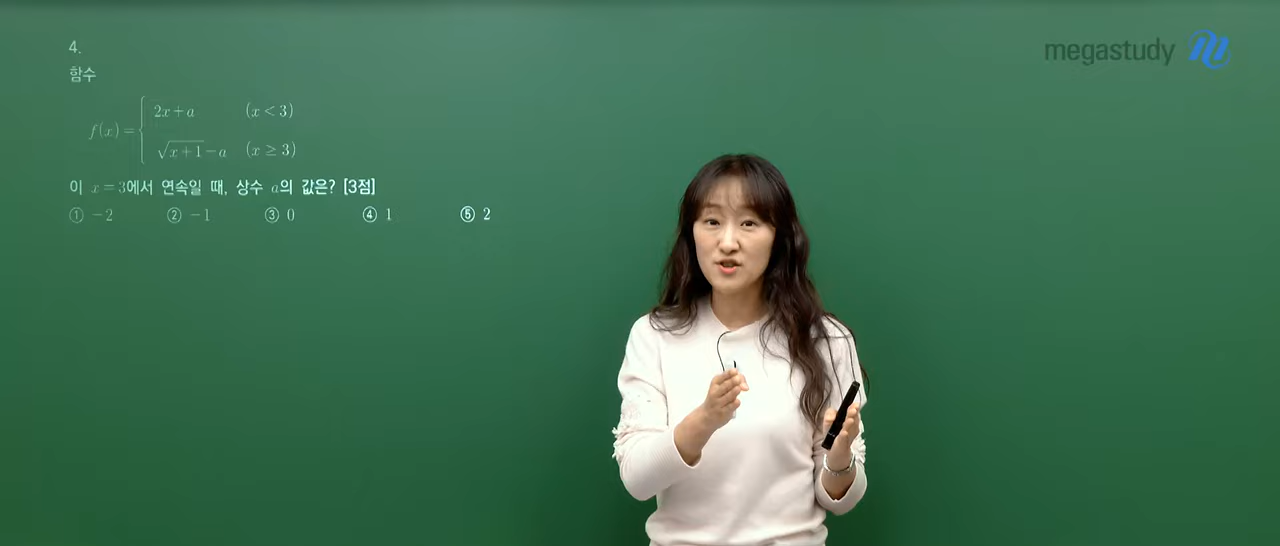 megastudy
4.
함수
f(x) = { 2x+a (x < 3)
√(x+1) − a (x ≥ 3)
이 x=3에서 연속일 때, 상수 a의 값은? [3점]
① −2 ② −1 ③ 0 ④ 1 ⑤ 2